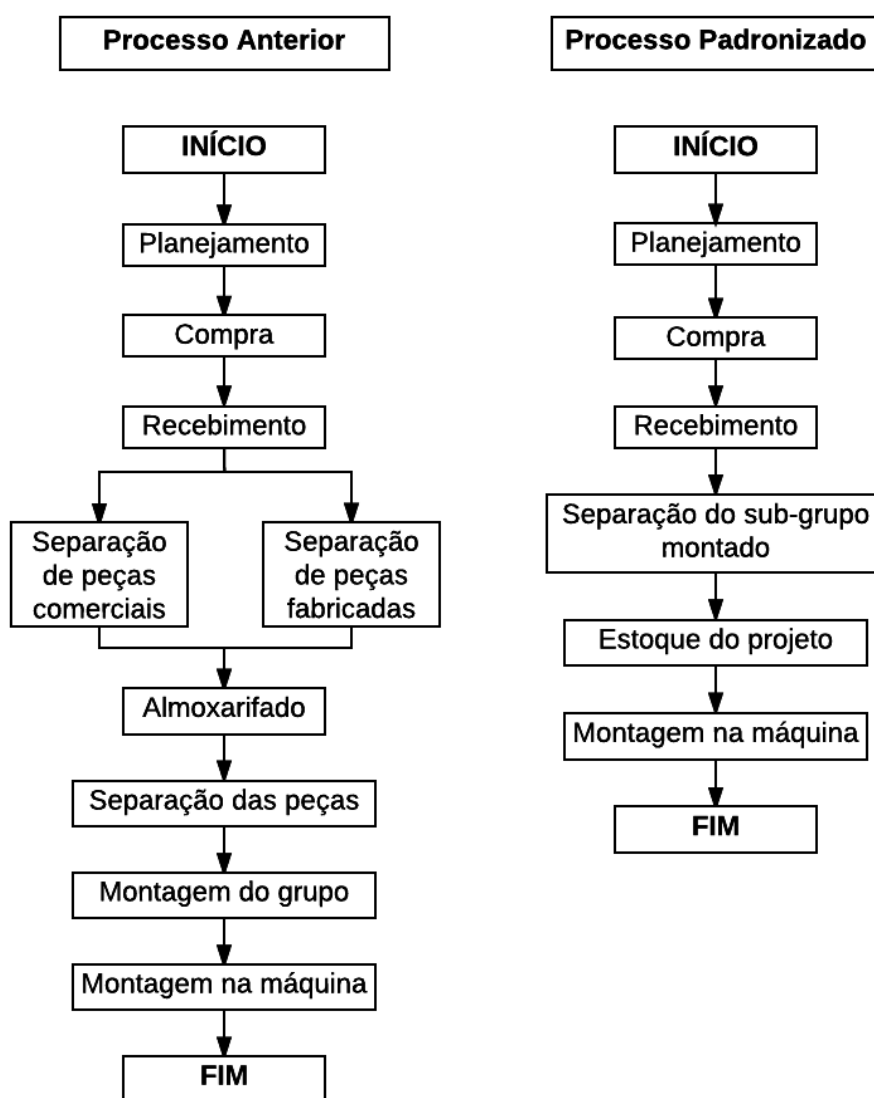 Processo Anterior
INÍCIO
Planejamento
Compra
Recebimento
Separação
de peças
comerciais
Separação
de peças
fabricadas
Almoxarifado
Separação das peças
Montagem do grupo
Montagem na máquina
FIM
Processo Padronizado
INÍCIO
Planejamento
Compra
Recebimento
Separação do sub-grupo
montado
Estoque do projeto
Montagem na máquina
FIM